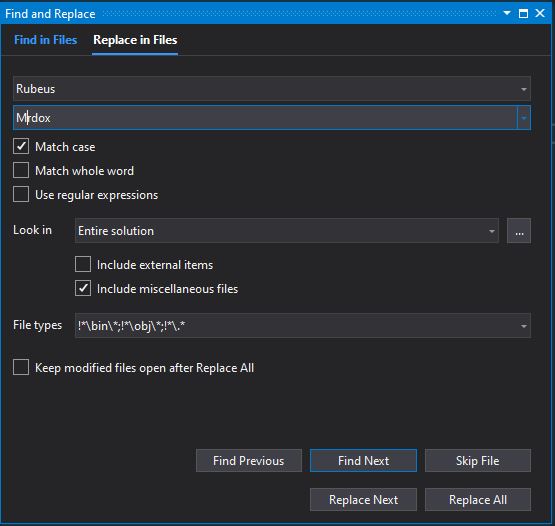 Find and Replace
Find in Files Replace in Files
Rubeus
Mrdox
Match case
Match whole word
Use regular expressions
Look in Entire solution ...
Include external items
Include miscellaneous files
File types !*\bin\*;!*\obj\*;!*\.*
Keep modified files open after Replace All
Find Previous Find Next Skip File
Replace Next Replace All